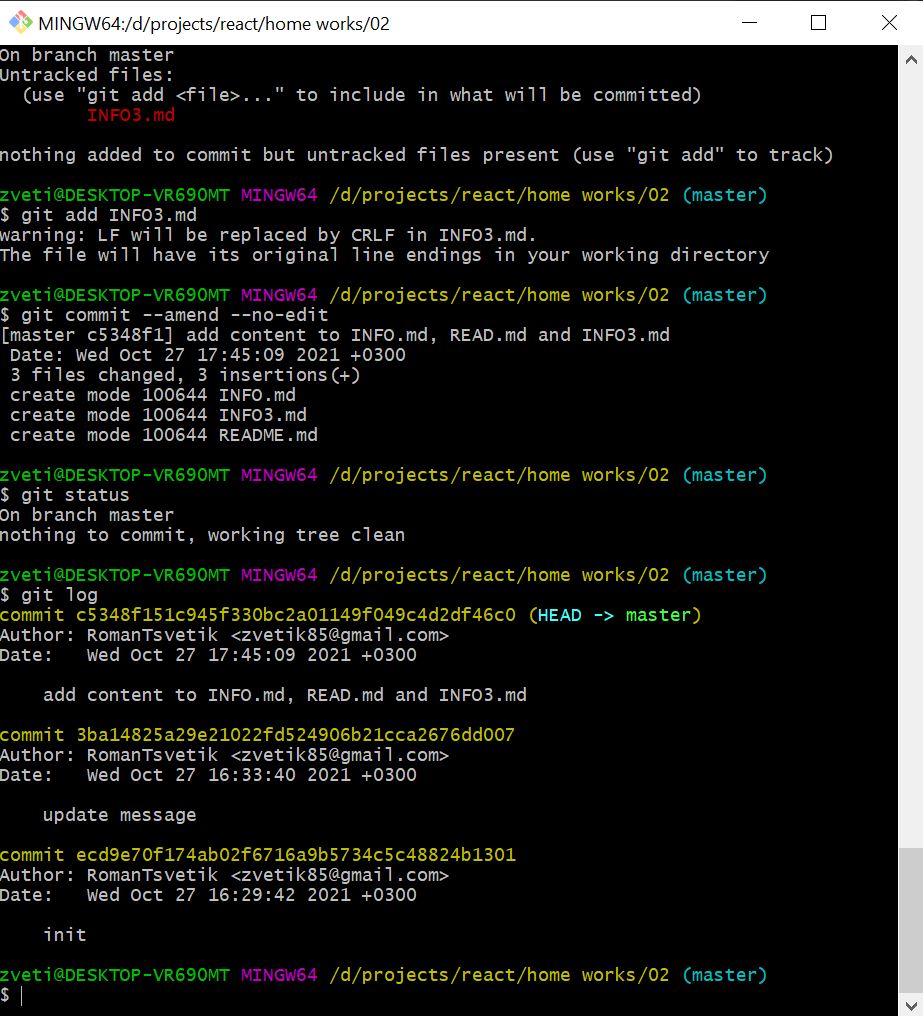 MINGW64:/d/projects/react/home works/02
On branch master
Untracked files:
  (use "git add <file>..." to include in what will be committed)
        INFO3.md
nothing added to commit but untracked files present (use "git add" to track)
zveti@DESKTOP-VR690MT MINGW64 /d/projects/react/home works/02 (master)
$ git add INFO3.md
warning: LF will be replaced by CRLF in INFO3.md.
The file will have its original line endings in your working directory
zveti@DESKTOP-VR690MT MINGW64 /d/projects/react/home works/02 (master)
$ git commit --amend --no-edit
[master c5348f1] add content to INFO.md, READ.md and INFO3.md
 Date: Wed Oct 27 17:45:09 2021 +0300
 3 files changed, 3 insertions(+)
 create mode 100644 INFO.md
 create mode 100644 INFO3.md
 create mode 100644 README.md
zveti@DESKTOP-VR690MT MINGW64 /d/projects/react/home works/02 (master)
$ git status
On branch master
nothing to commit, working tree clean
zveti@DESKTOP-VR690MT MINGW64 /d/projects/react/home works/02 (master)
$ git log
commit c5348f151c945f330bc2a01149f049c4d2df46c0 (HEAD -> master)
Author: RomanTsvetik <zvetik85@gmail.com>
Date:   Wed Oct 27 17:45:09 2021 +0300
    add content to INFO.md, READ.md and INFO3.md
commit 3ba14825a29e21022fd524906b21cca2676dd007
Author: RomanTsvetik <zvetik85@gmail.com>
Date:   Wed Oct 27 16:33:40 2021 +0300
    update message
commit ecd9e70f174ab02f6716a9b5734c5c48824b1301
Author: RomanTsvetik <zvetik85@gmail.com>
Date:   Wed Oct 27 16:29:42 2021 +0300
    init
zveti@DESKTOP-VR690MT MINGW64 /d/projects/react/home works/02 (master)
$